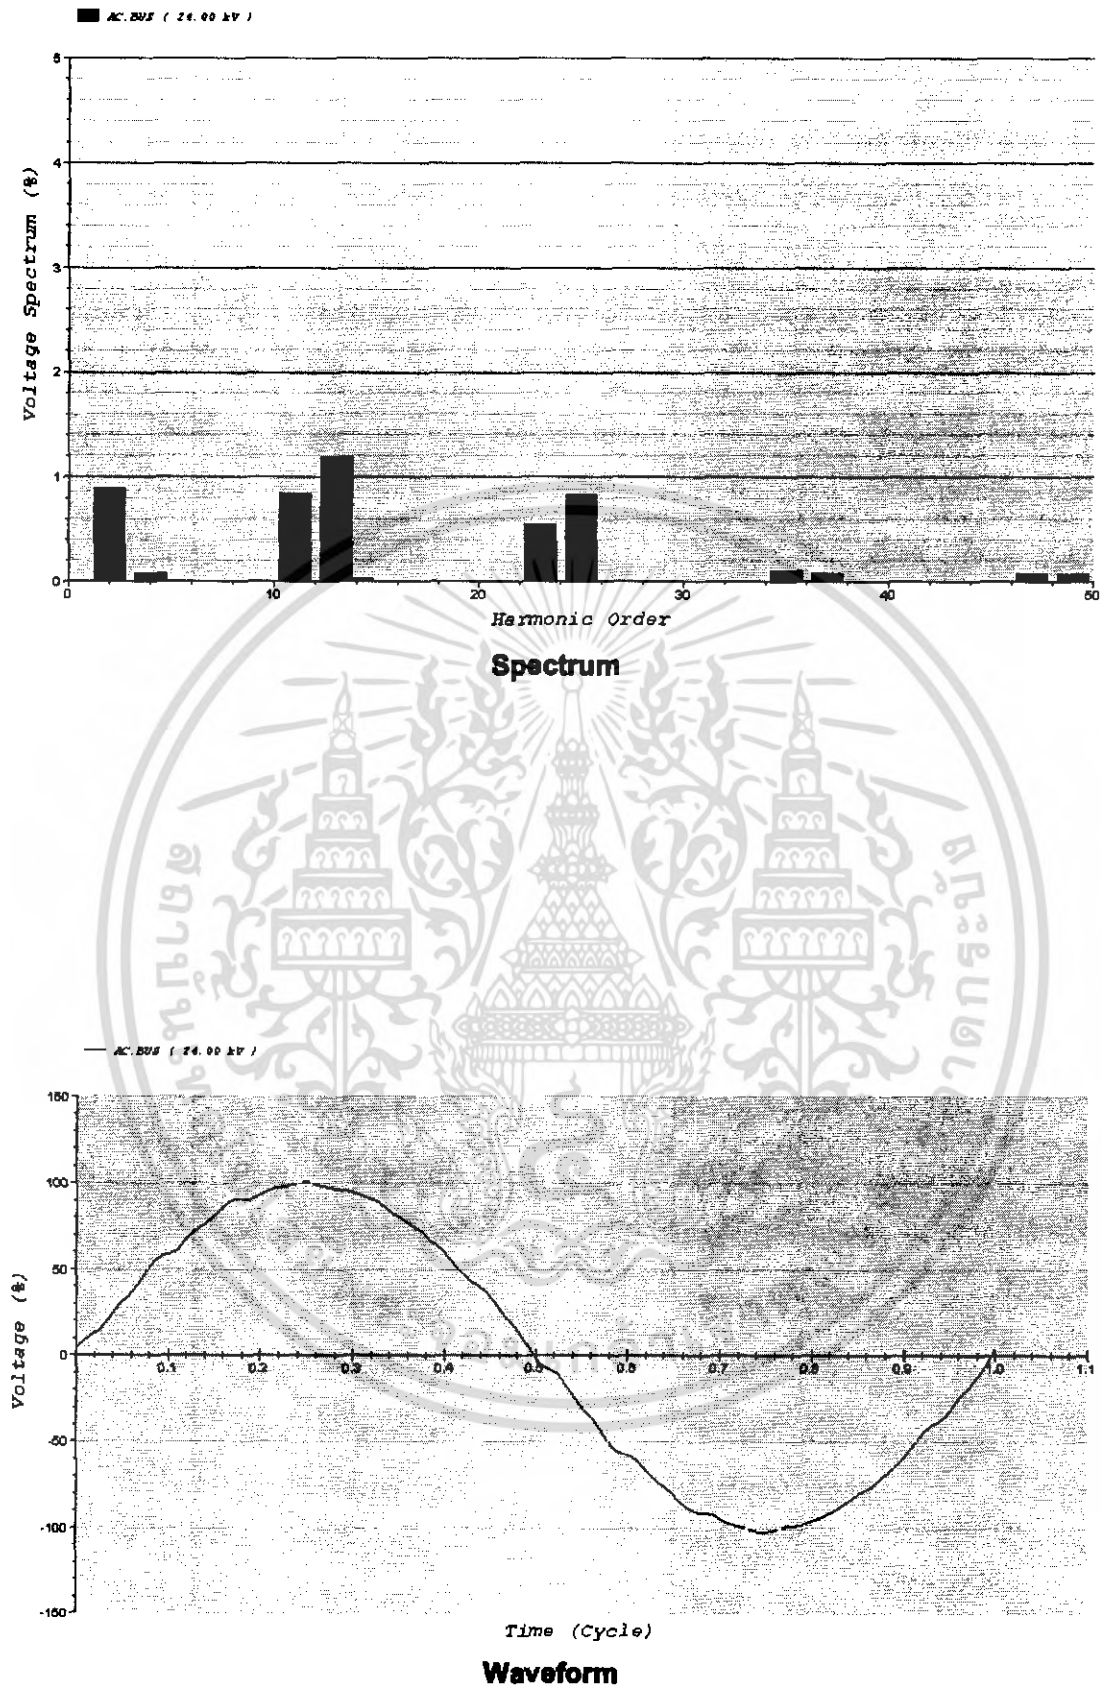 AC.BUS ( 24.00 kV )
5
4
3
2
1
0
Voltage Spectrum (%)
0 10 20 30 40 50
Harmonic Order
Spectrum
AC.BUS ( 24.00 kV )
150
100
50
0
-50
-100
-150
Voltage (%)
0.1 0.2 0.3 0.4 0.5 0.6 0.7 0.8 0.9 1.0 1.1
Time (Cycle)
Waveform